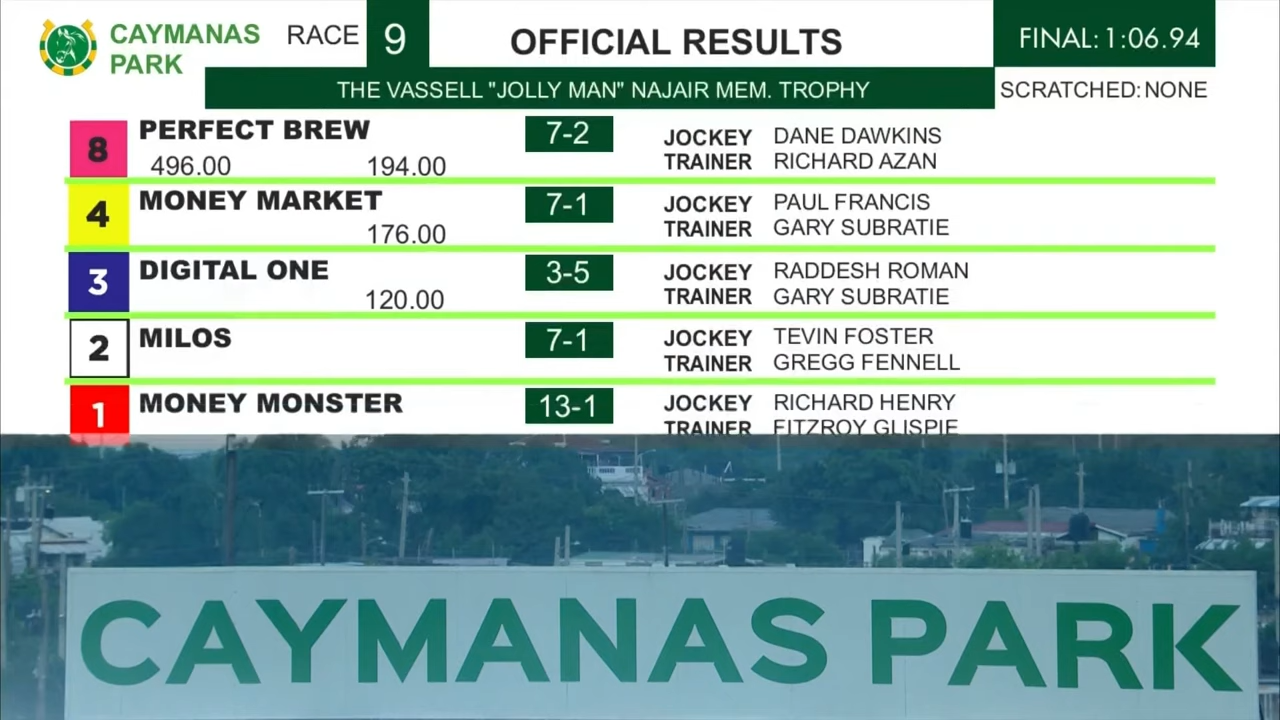 CAYMANAS PARK
RACE 9
OFFICIAL RESULTS
FINAL: 1:06.94
THE VASSELL "JOLLY MAN" NAJAIR MEM. TROPHY
SCRATCHED: NONE
8 PERFECT BREW 7-2 JOCKEY DANE DAWKINS
496.00 194.00 TRAINER RICHARD AZAN
4 MONEY MARKET 7-1 JOCKEY PAUL FRANCIS
176.00 TRAINER GARY SUBRATIE
3 DIGITAL ONE 3-5 JOCKEY RADDESH ROMAN
120.00 TRAINER GARY SUBRATIE
2 MILOS 7-1 JOCKEY TEVIN FOSTER
TRAINER GREGG FENNELL
1 MONEY MONSTER 13-1 JOCKEY RICHARD HENRY
TRAINER FITZROY GLISPIE
CAYMANAS PARK